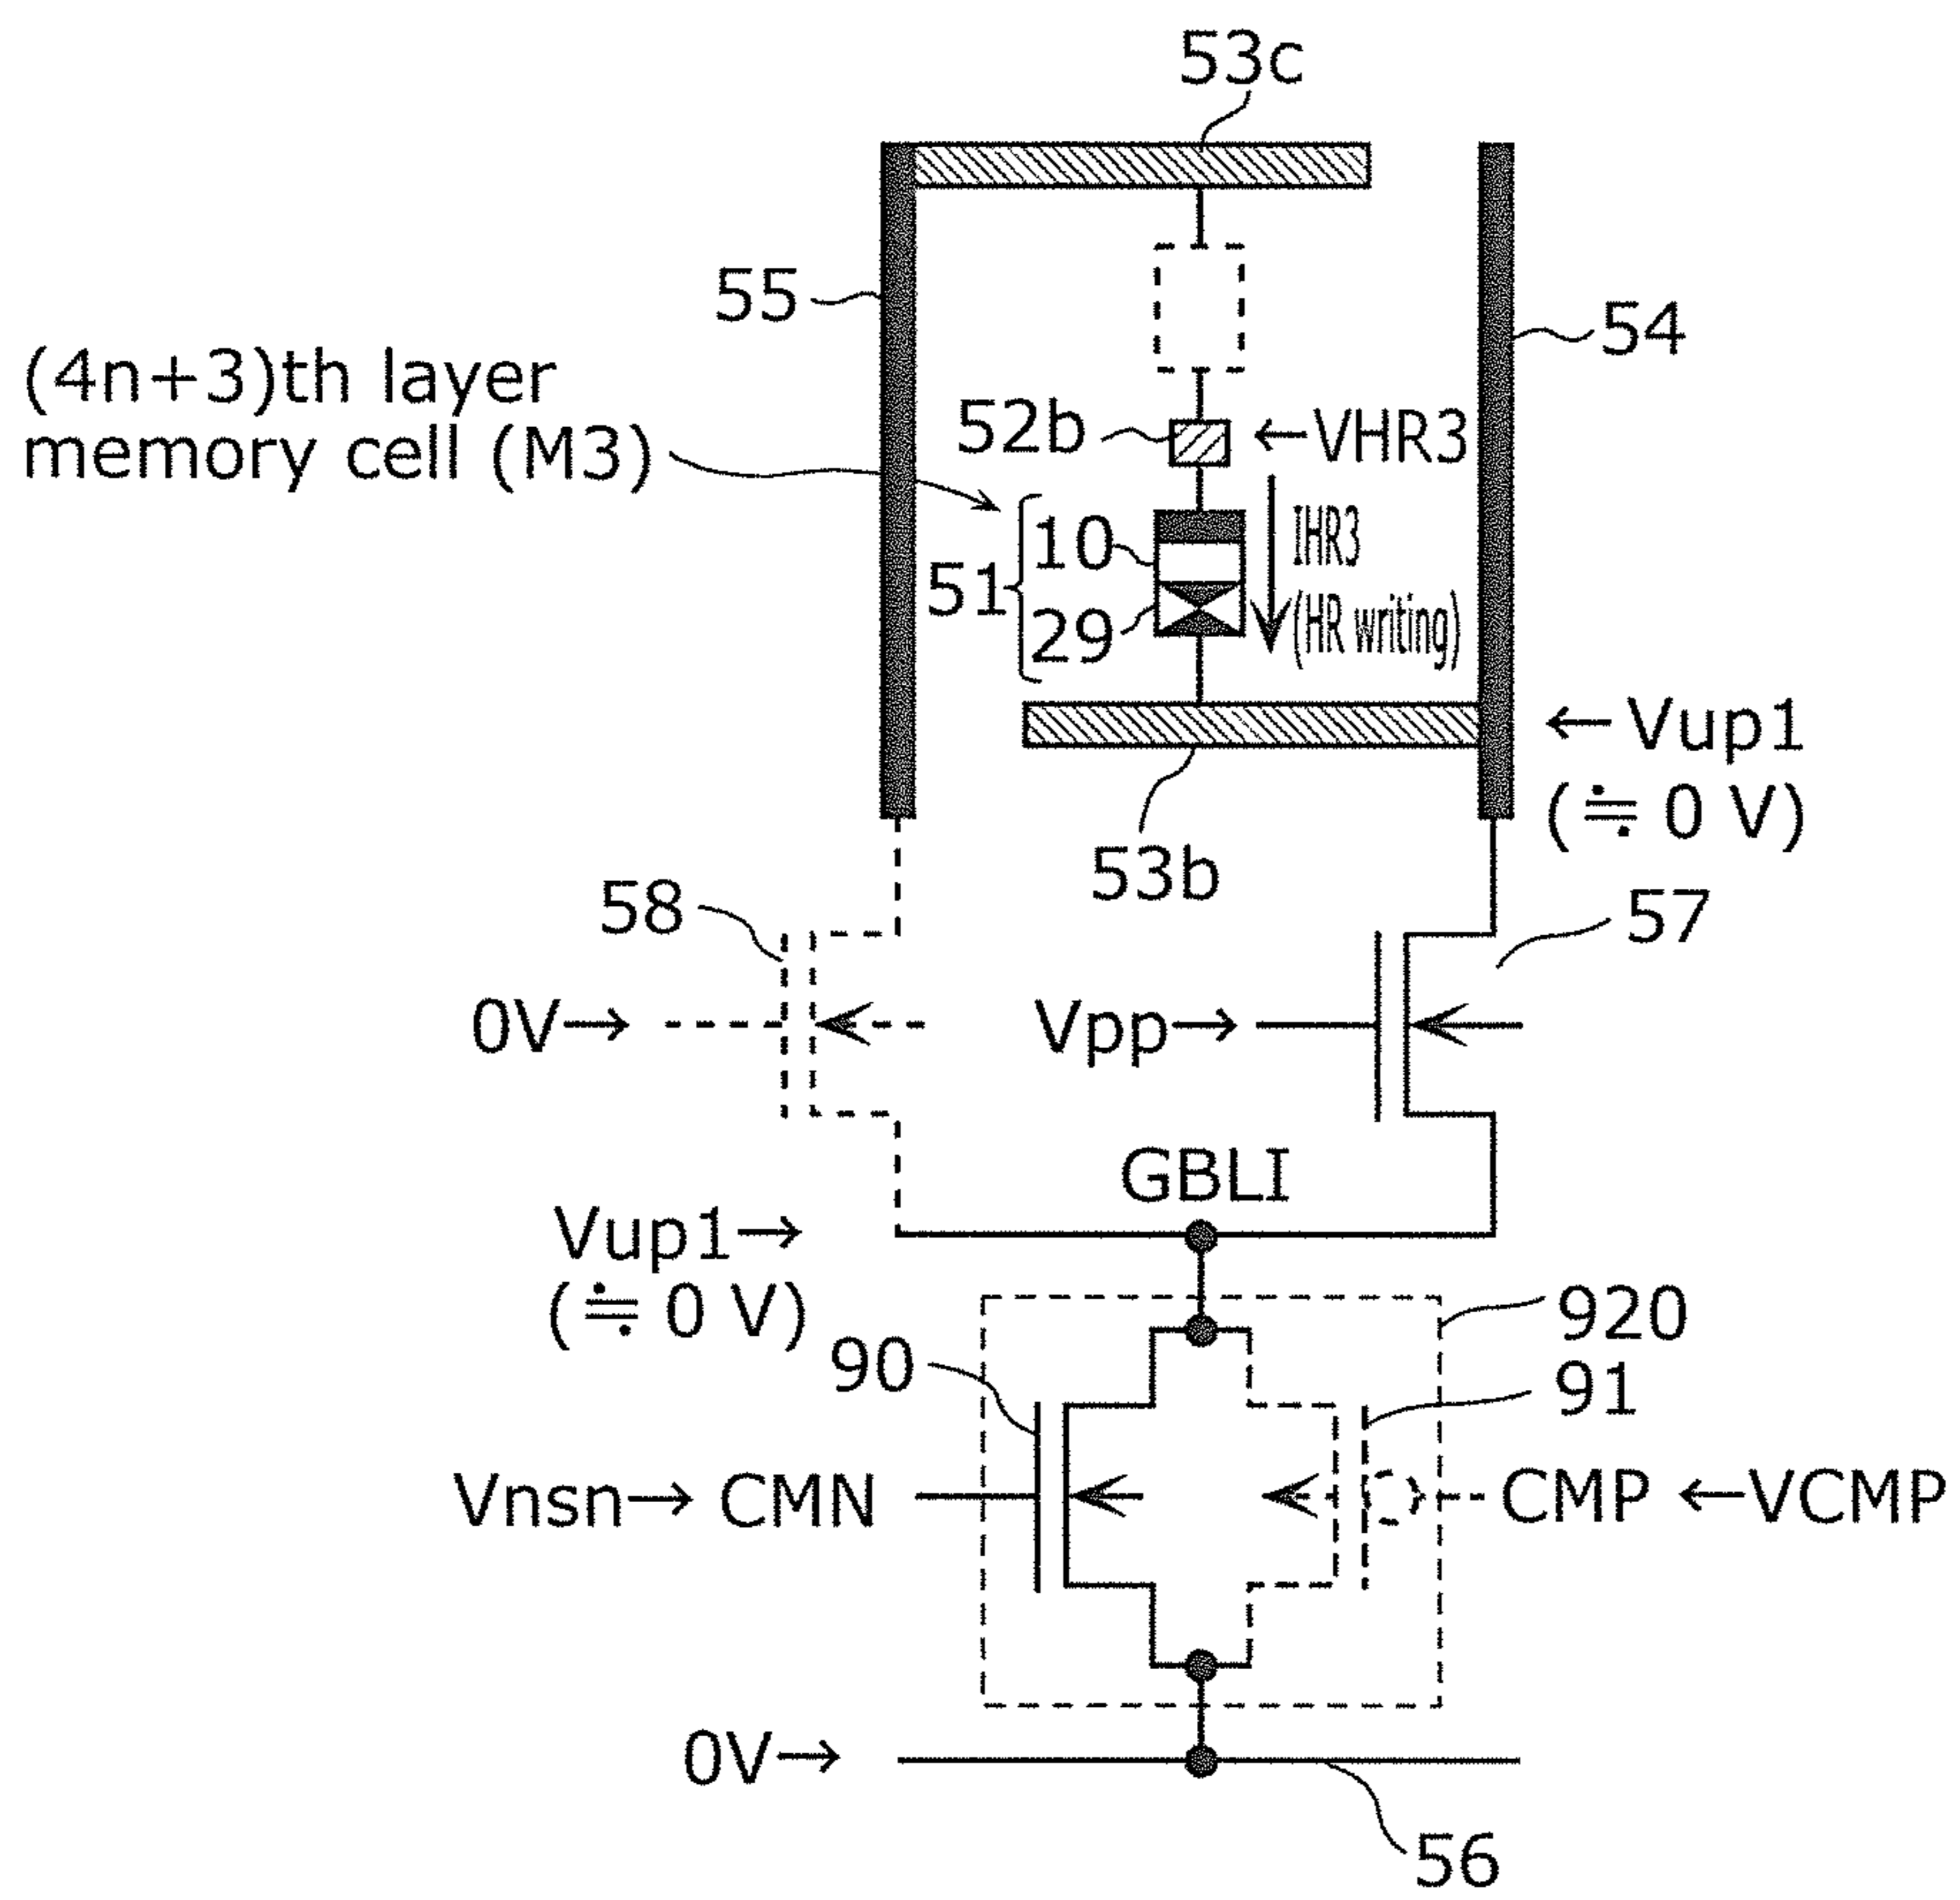 53c
55
54
(4n+3)th layer
memory cell (M3)
52b
←VHR3
51
10
29
IHR3
(HR writing)
←Vup1
(≒ 0 V)
53b
58
57
0V→
Vpp→
GBLI
Vup1→
(≒ 0 V)
920
90
91
Vnsn→ CMN
CMP ←VCMP
0V→
56